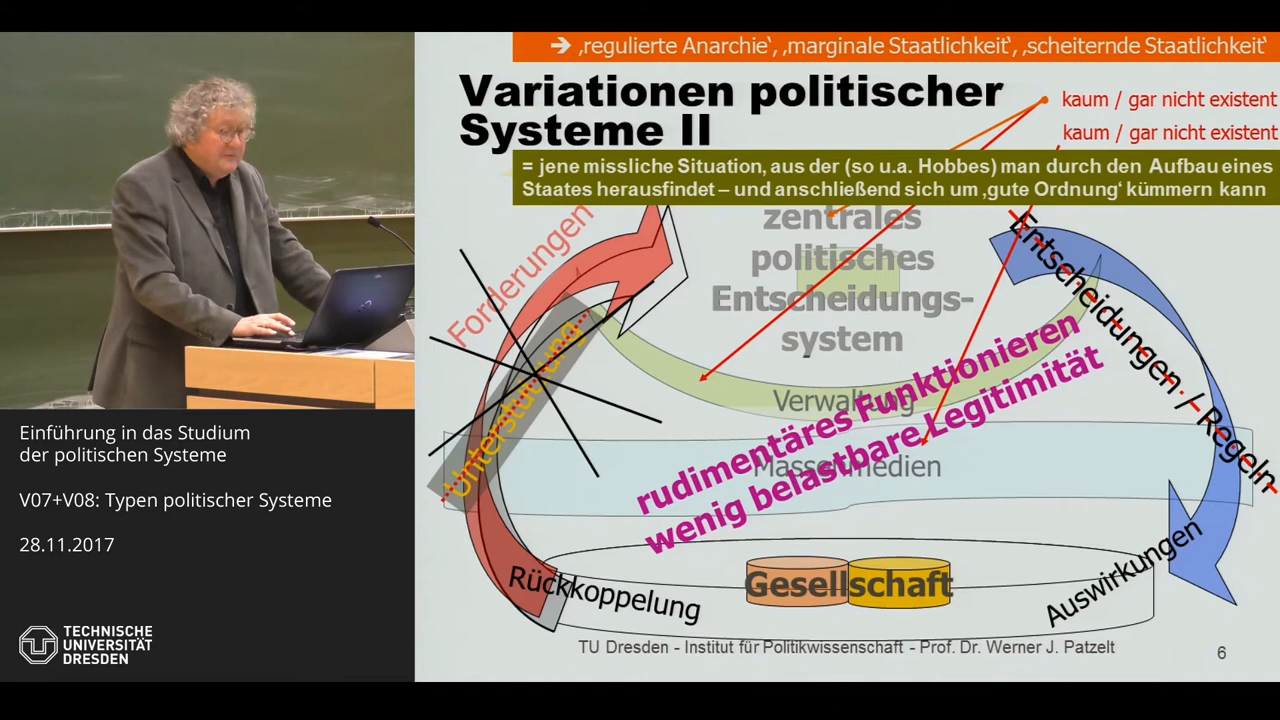 ➔ ‚regulierte Anarchie‘, ‚marginale Staatlichkeit‘, ‚scheiternde Staatlichkeit‘
Variationen politischer
Systeme II
kaum / gar nicht existent
kaum / gar nicht existent
= jene missliche Situation, aus der (so u.a. Hobbes) man durch den Aufbau eines
Staates herausfindet – und anschließend sich um ‚gute Ordnung‘ kümmern kann
Forderungen
Unterstützung
zentrales
politisches
Entscheidungs-
system
Entscheidungen / Regeln
Verwaltung
rudimentäres Funktionieren
wenig belastbare Legitimität
Massenmedien
Rückkoppelung
Gesellschaft
Auswirkungen
TU Dresden - Institut für Politikwissenschaft - Prof. Dr. Werner J. Patzelt
6
Einführung in das Studium
der politischen Systeme
V07+V08: Typen politischer Systeme
28.11.2017
TECHNISCHE
UNIVERSITÄT
DRESDEN